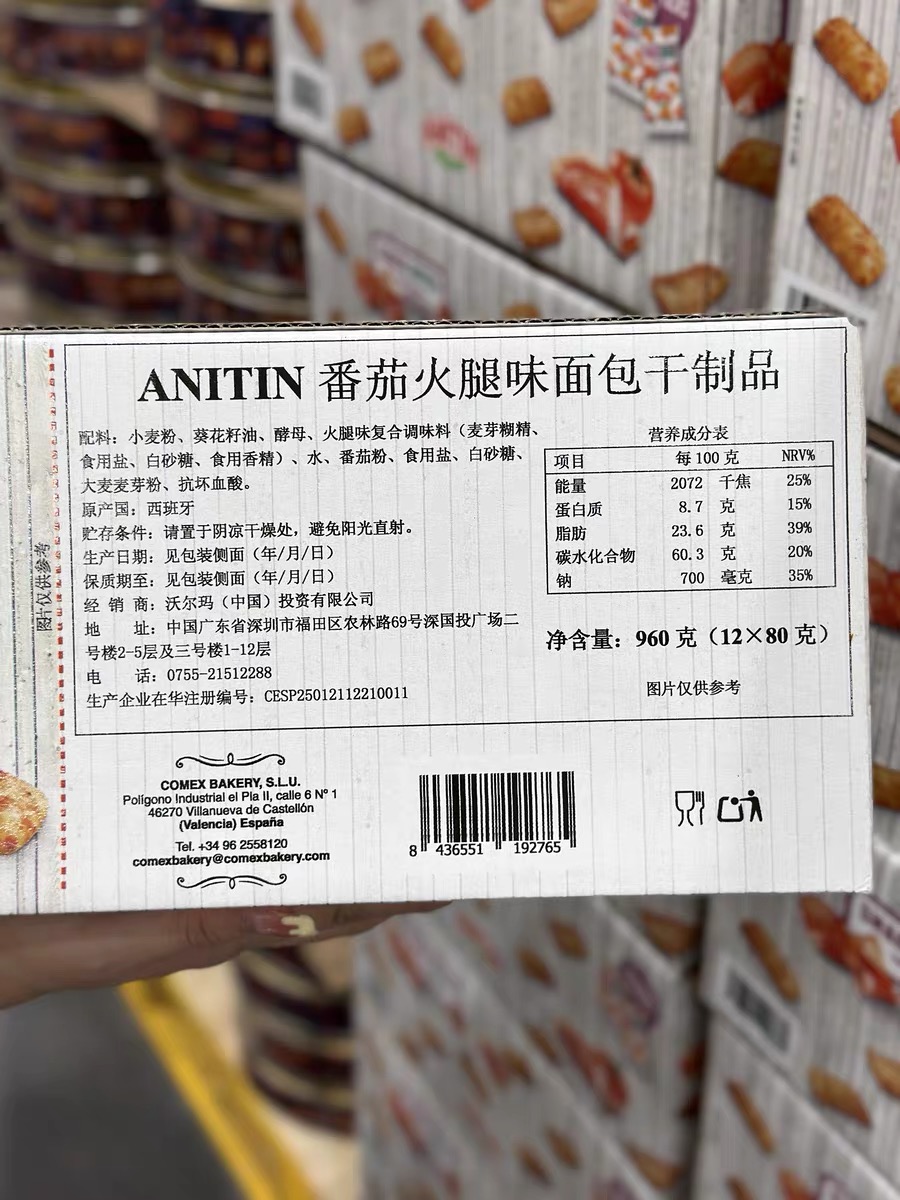 ANITIN 番茄火腿味面包干制品
配料：小麦粉、葵花籽油、酵母、火腿味复合调味料（麦芽糊精、
食用盐、白砂糖、食用香精）、水、番茄粉、食用盐、白砂糖、
大麦麦芽粉、抗坏血酸。
原产国：西班牙
贮存条件：请置于阴凉干燥处，避免阳光直射。
生产日期：见包装侧面（年/月/日）
保质期至：见包装侧面（年/月/日）
经 销 商：沃尔玛（中国）投资有限公司
地 址：中国广东省深圳市福田区农林路69号深国投广场二
号楼2-5层及三号楼1-12层
电 话：0755-21512288
生产企业在华注册编号：CESP25012112210011
营养成分表
项目 每 100 克 NRV%
能量 2072 千焦 25%
蛋白质 8.7 克 15%
脂肪 23.6 克 39%
碳水化合物 60.3 克 20%
钠 700 毫克 35%
净含量：960 克（12×80 克）
图片仅供参考
图片仅供参考
COMEX BAKERY, S.L.U.
Polígono Industrial el Pla II, calle 6 Nº 1
46270 Villanueva de Castellón
(Valencia) España
Tel. +34 96 2558120
comexbakery@comexbakery.com
8 436551 192765